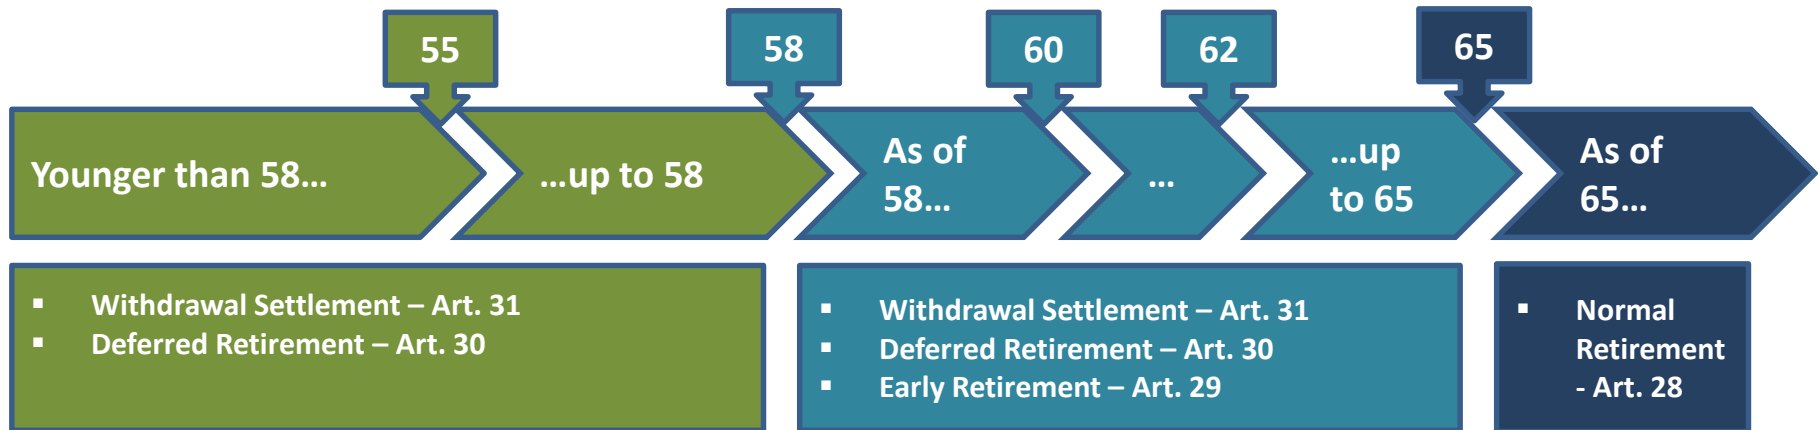 55
58
60
62
65
Younger than 58...
...up to 58
As of
58...
...
...up
to 65
As of
65...
▪ Withdrawal Settlement – Art. 31
▪ Deferred Retirement – Art. 30
▪ Withdrawal Settlement – Art. 31
▪ Deferred Retirement – Art. 30
▪ Early Retirement – Art. 29
▪ Normal
Retirement
- Art. 28